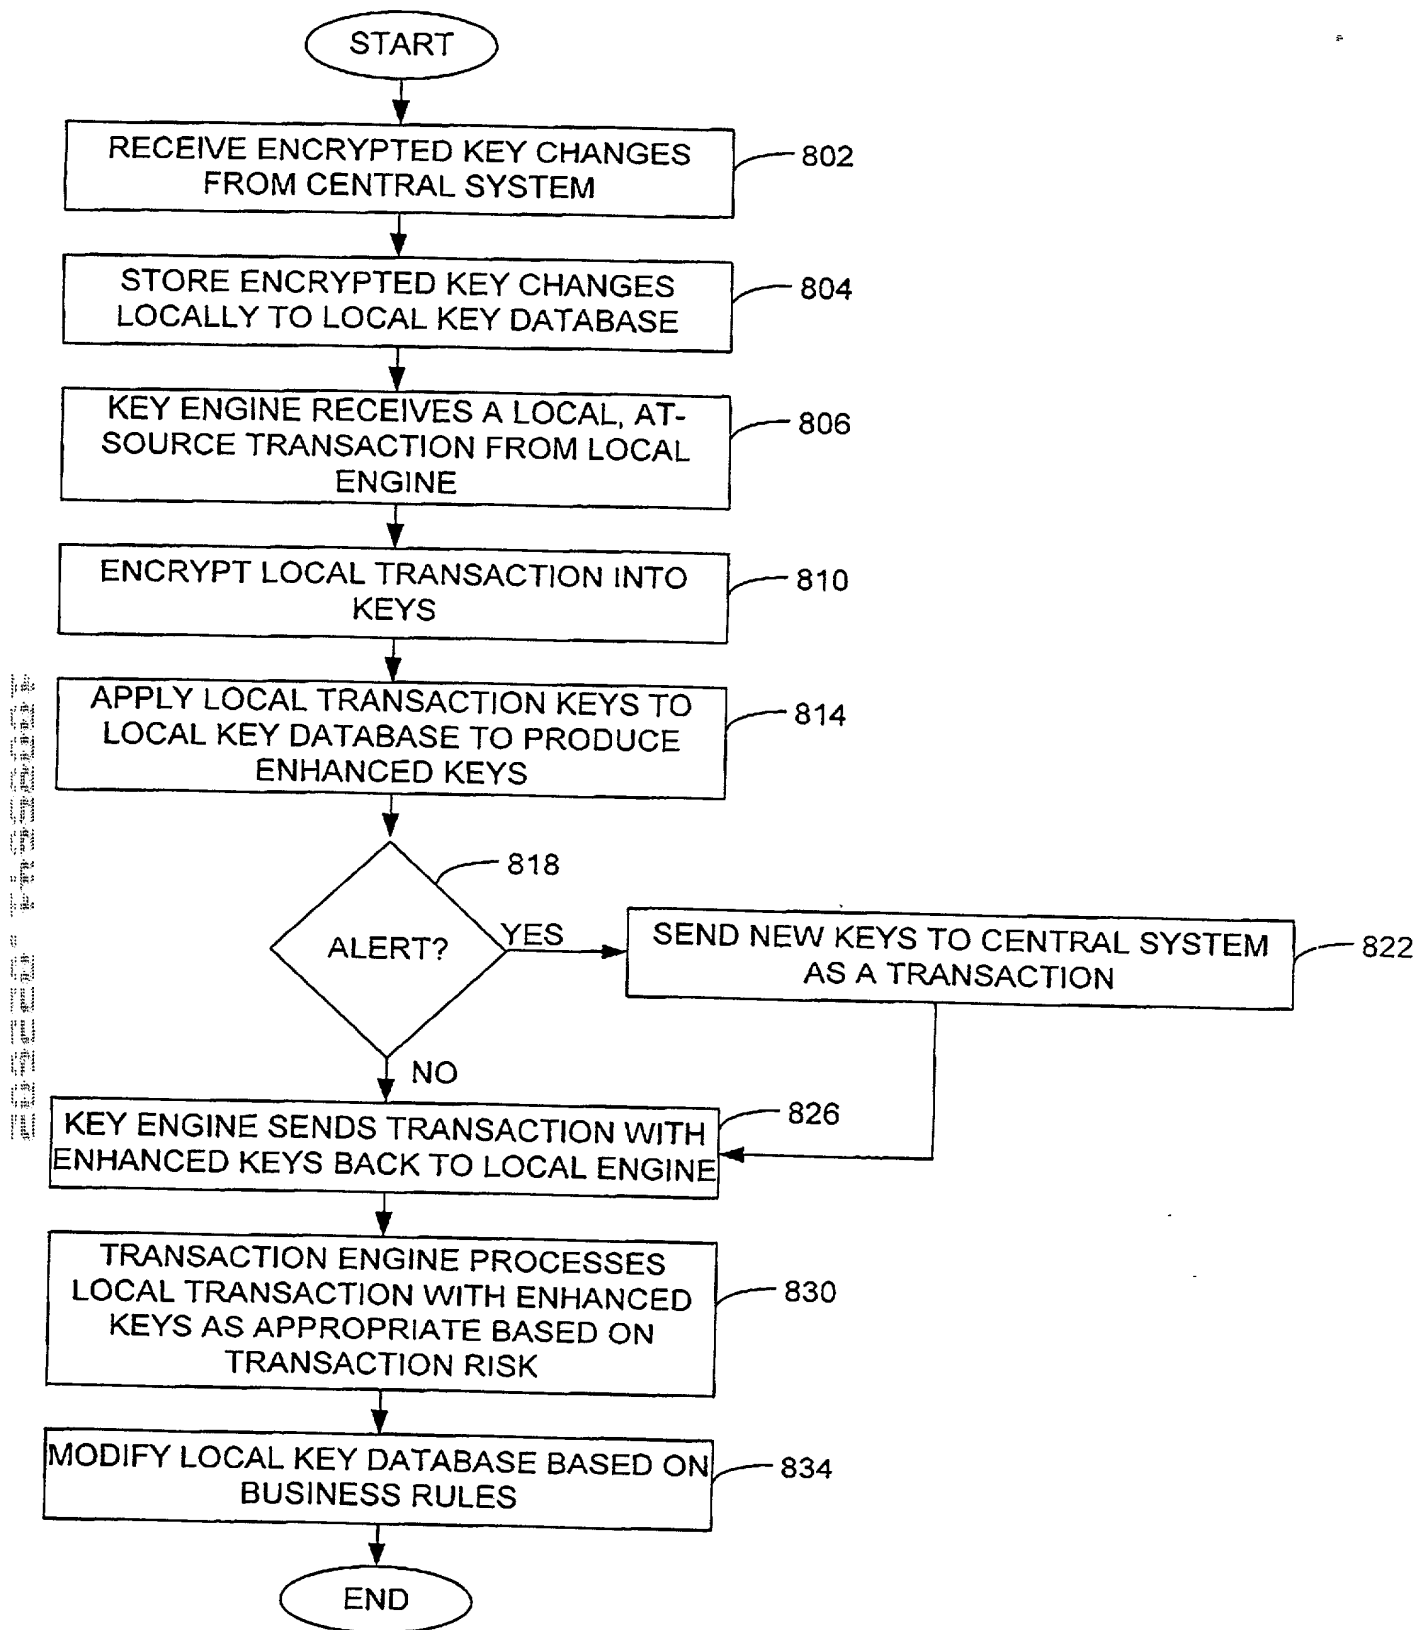 START
RECEIVE ENCRYPTED KEY CHANGES
FROM CENTRAL SYSTEM
802
STORE ENCRYPTED KEY CHANGES
LOCALLY TO LOCAL KEY DATABASE
804
KEY ENGINE RECEIVES A LOCAL, AT-
SOURCE TRANSACTION FROM LOCAL
ENGINE
806
ENCRYPT LOCAL TRANSACTION INTO
KEYS
810
APPLY LOCAL TRANSACTION KEYS TO
LOCAL KEY DATABASE TO PRODUCE
ENHANCED KEYS
814
818
ALERT?
YES
SEND NEW KEYS TO CENTRAL SYSTEM
AS A TRANSACTION
822
NO
KEY ENGINE SENDS TRANSACTION WITH
ENHANCED KEYS BACK TO LOCAL ENGINE
826
TRANSACTION ENGINE PROCESSES
LOCAL TRANSACTION WITH ENHANCED
KEYS AS APPROPRIATE BASED ON
TRANSACTION RISK
830
MODIFY LOCAL KEY DATABASE BASED ON
BUSINESS RULES
834
END